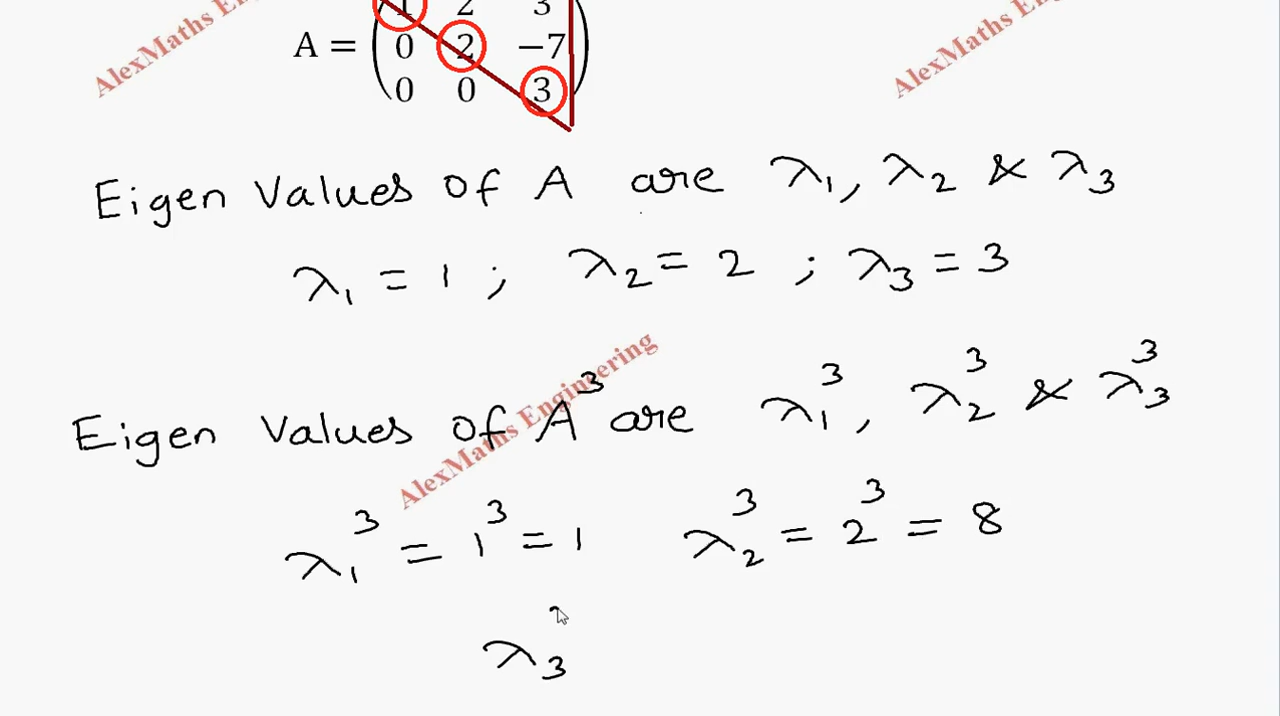 1 2 3
A = 0 2 −7
0 0 3
AlexMaths Eng
AlexMaths Engineering
Eigen Values of A are λ₁, λ₂ & λ₃
λ₁ = 1 ; λ₂ = 2 ; λ₃ = 3
AlexMaths Engineering
Eigen Values of A³ are λ₁³, λ₂³ & λ₃³
λ₁³ = 1³ = 1 λ₂³ = 2³ = 8
λ₃